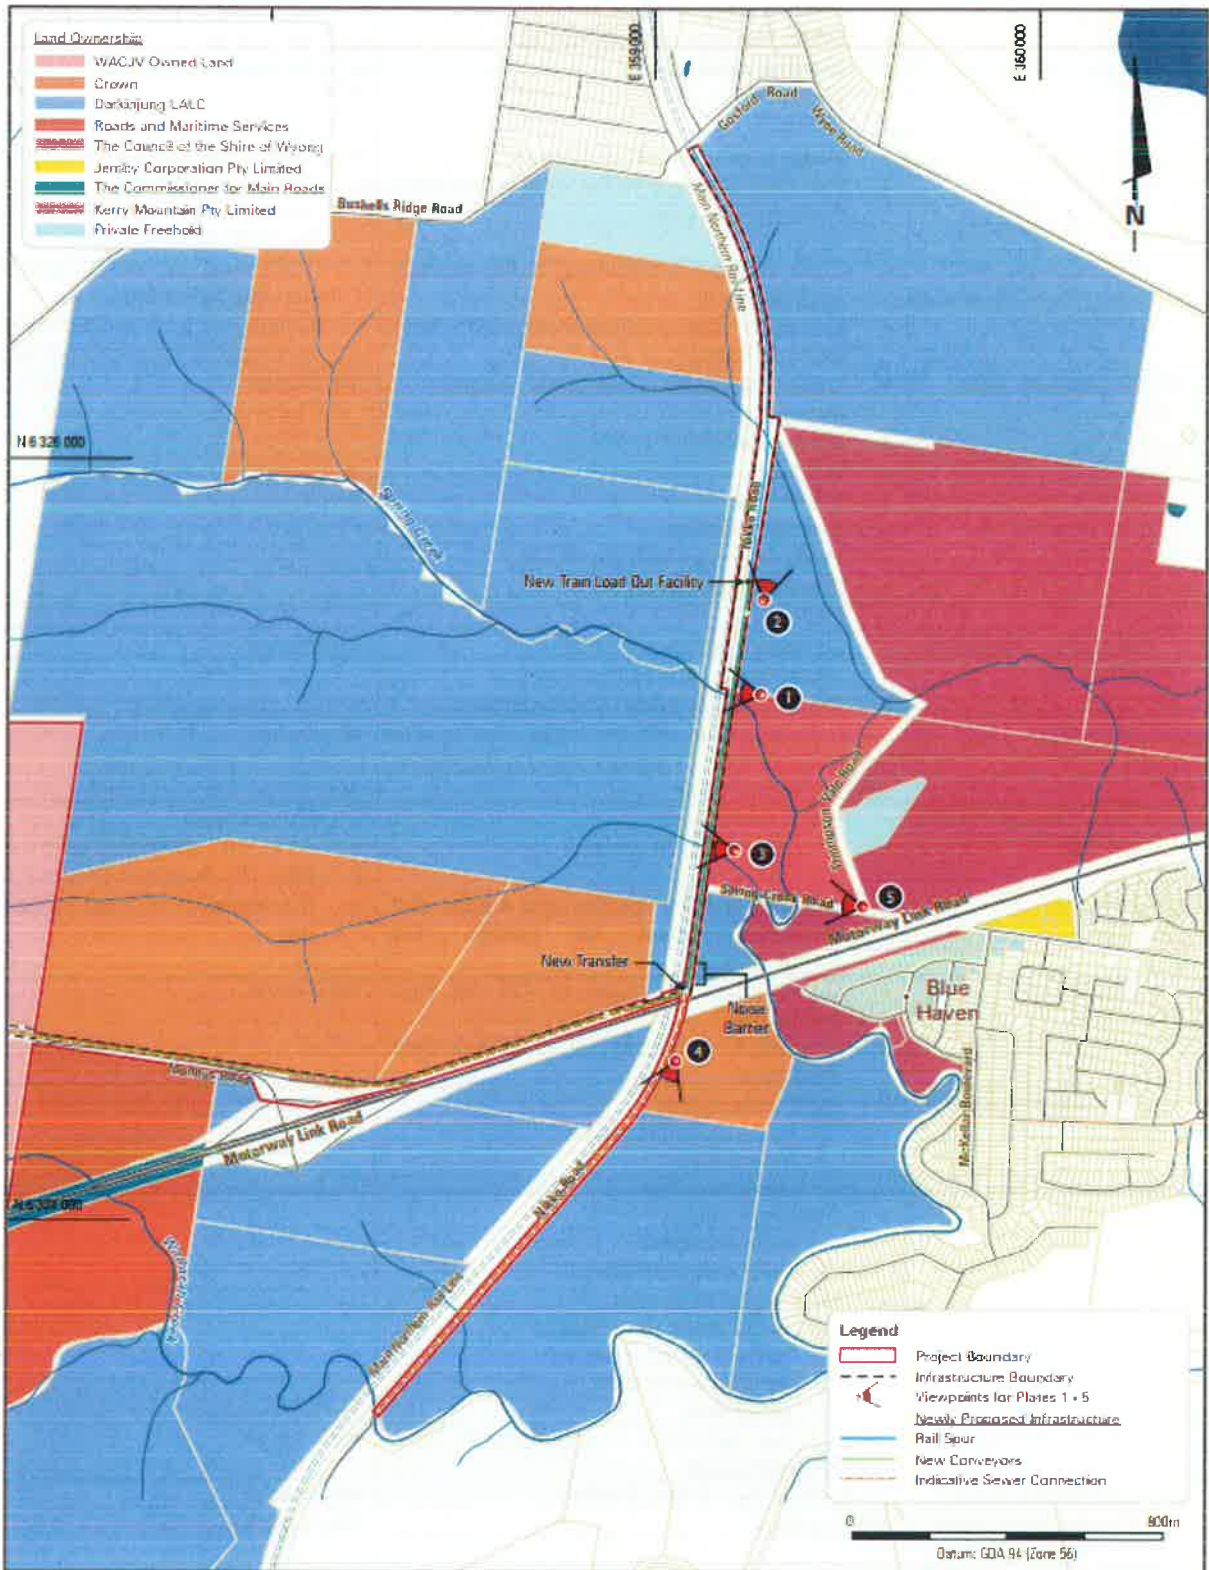 Land Ownership
WACJV Owned Land
Crown
Darkinjung LALC
Roads and Maritime Services
The Council of the Shire of Wyong
Jemby Corporation Pty Limited
The Commissioner for Main Roads
Kerry Mountain Pty Limited
Private Freehold
E 359 000
E 360 000
Gosford Road
Wyee Road
N
Bushells Ridge Road
Main Northern Rail Line
N 6 326 000
Nikko Road
New Train Load Out Facility
2
1
Thompson Vale Road
3
Spring Creek Road
5
Motorway Link Road
New Transfer
Noise
Barrier
Blue
Haven
4
Motorway Link Road
McKellar Boulevard
Nikko Road
Main Northern Rail Line
Legend
Project Boundary
Infrastructure Boundary
Viewpoints for Plates 1 - 5
Newly Proposed Infrastructure
Rail Spur
New Conveyors
Indicative Sewer Connection
0
800m
Datum: GDA 94 (Zone 56)